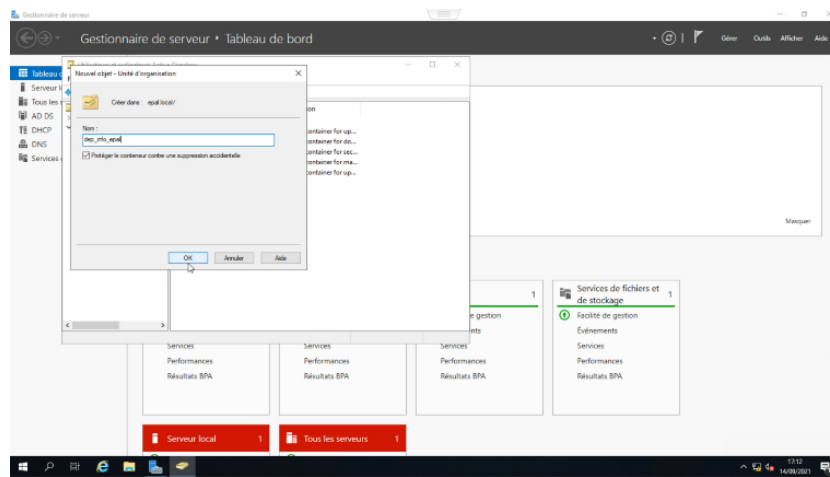 Gestionnaire de serveur
Gestionnaire de serveur • Tableau de bord
Gérer Outils Afficher Aide
Utilisateurs et ordinateurs Active Directory
Nouvel objet - Unité d'organisation
Créer dans : epal.local/
Nom :
dep_info_epal
Protéger le conteneur contre une suppression accidentelle
OK Annuler Aide
Tableau
Serveur
Tous les
AD DS
DHCP
DNS
Services
ontainer for up...
ontainer for do...
ontainer for sec...
ontainer for ma...
ontainer for up...
Masquer
1
Services de fichiers et
de stockage 1
e gestion
Facilité de gestion
Événements
Services Services Services Services
Performances Performances Performances Performances
Résultats BPA Résultats BPA Résultats BPA Résultats BPA
Serveur local 1
Tous les serveurs 1
17:12
14/09/2021